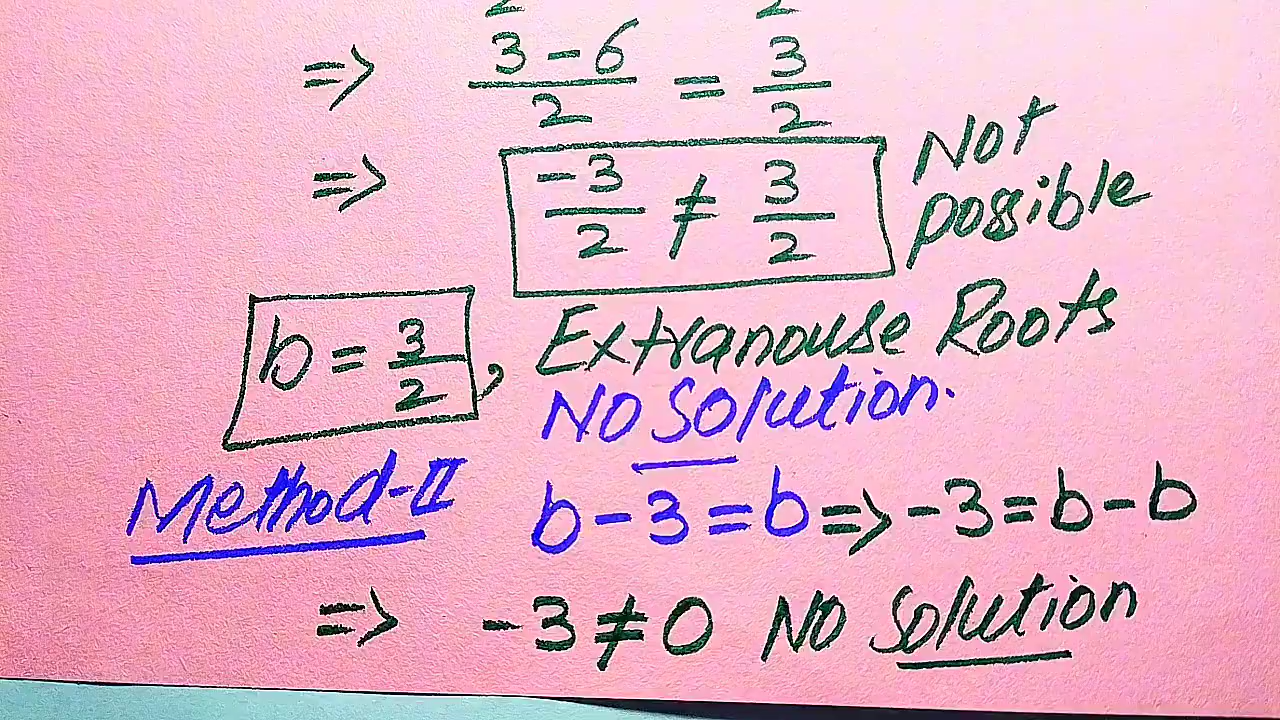 => 3 - 6 / 2 = 3 / 2
=> -3 / 2 ≠ 3 / 2 Not possible
b = 3 / 2 , Extranouse Roots
NO Solution.
Method-II b - 3 = b => -3 = b - b
=> -3 ≠ 0 NO Solution